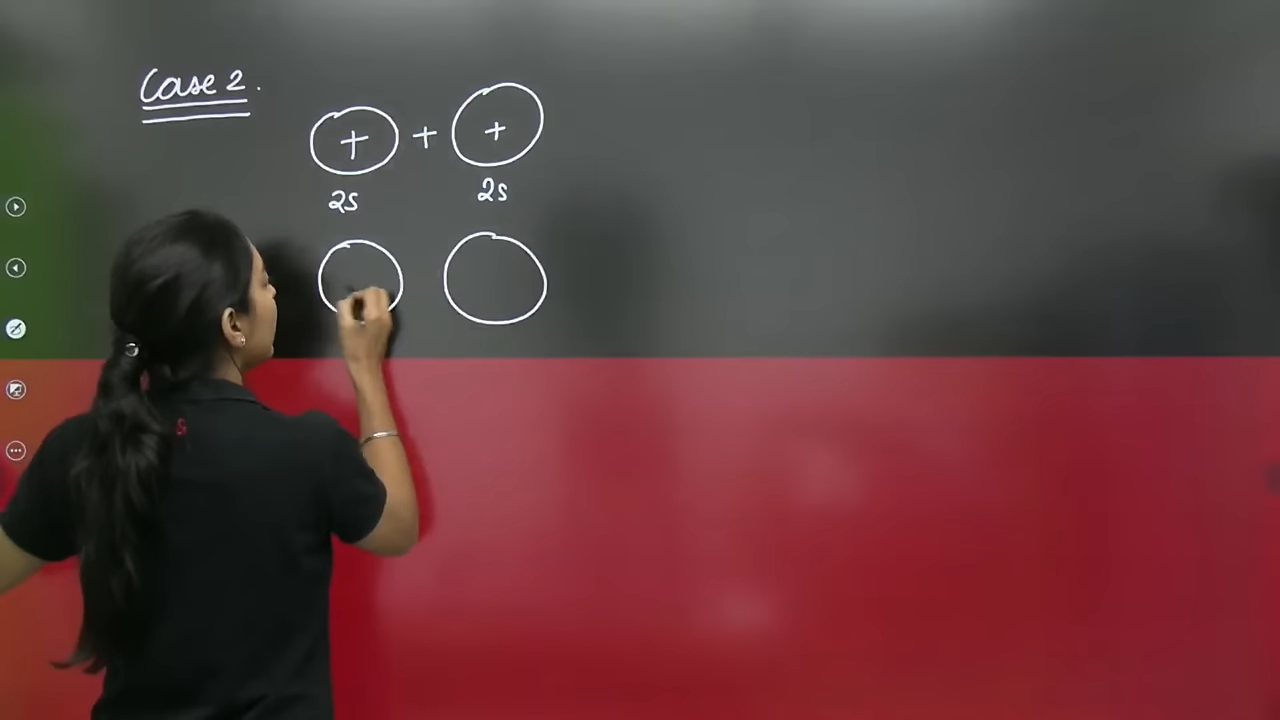 Case 2.
+ + +
2s 2s